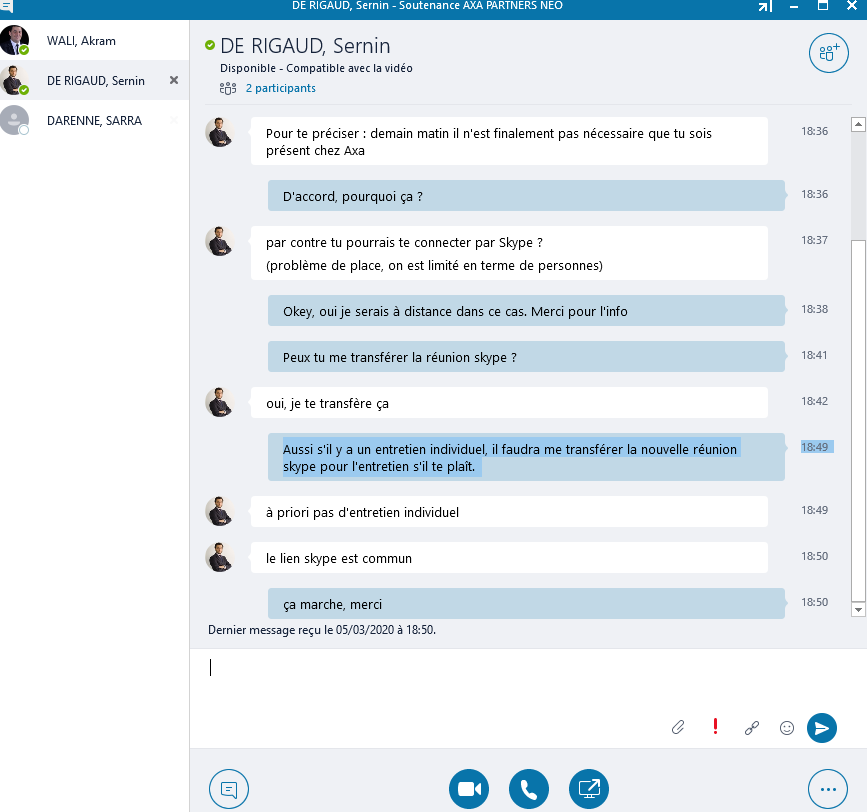 DE RIGAUD, Sernin - Soutenance AXA PARTNERS NEO
WALI, Akram
DE RIGAUD, Sernin
DARENNE, SARRA
DE RIGAUD, Sernin
Disponible - Compatible avec la vidéo
2 participants
Pour te préciser : demain matin il n'est finalement pas nécessaire que tu sois
présent chez Axa
18:36
D'accord, pourquoi ça ?
18:36
par contre tu pourrais te connecter par Skype ?
18:37
(problème de place, on est limité en terme de personnes)
Okey, oui je serais à distance dans ce cas. Merci pour l'info
18:38
Peux tu me transférer la réunion skype ?
18:41
oui, je te transfère ça
18:42
Aussi s'il y a un entretien individuel, il faudra me transférer la nouvelle réunion
skype pour l'entretien s'il te plaît.
18:49
à priori pas d'entretien individuel
18:49
le lien skype est commun
18:50
ça marche, merci
18:50
Dernier message reçu le 05/03/2020 à 18:50.